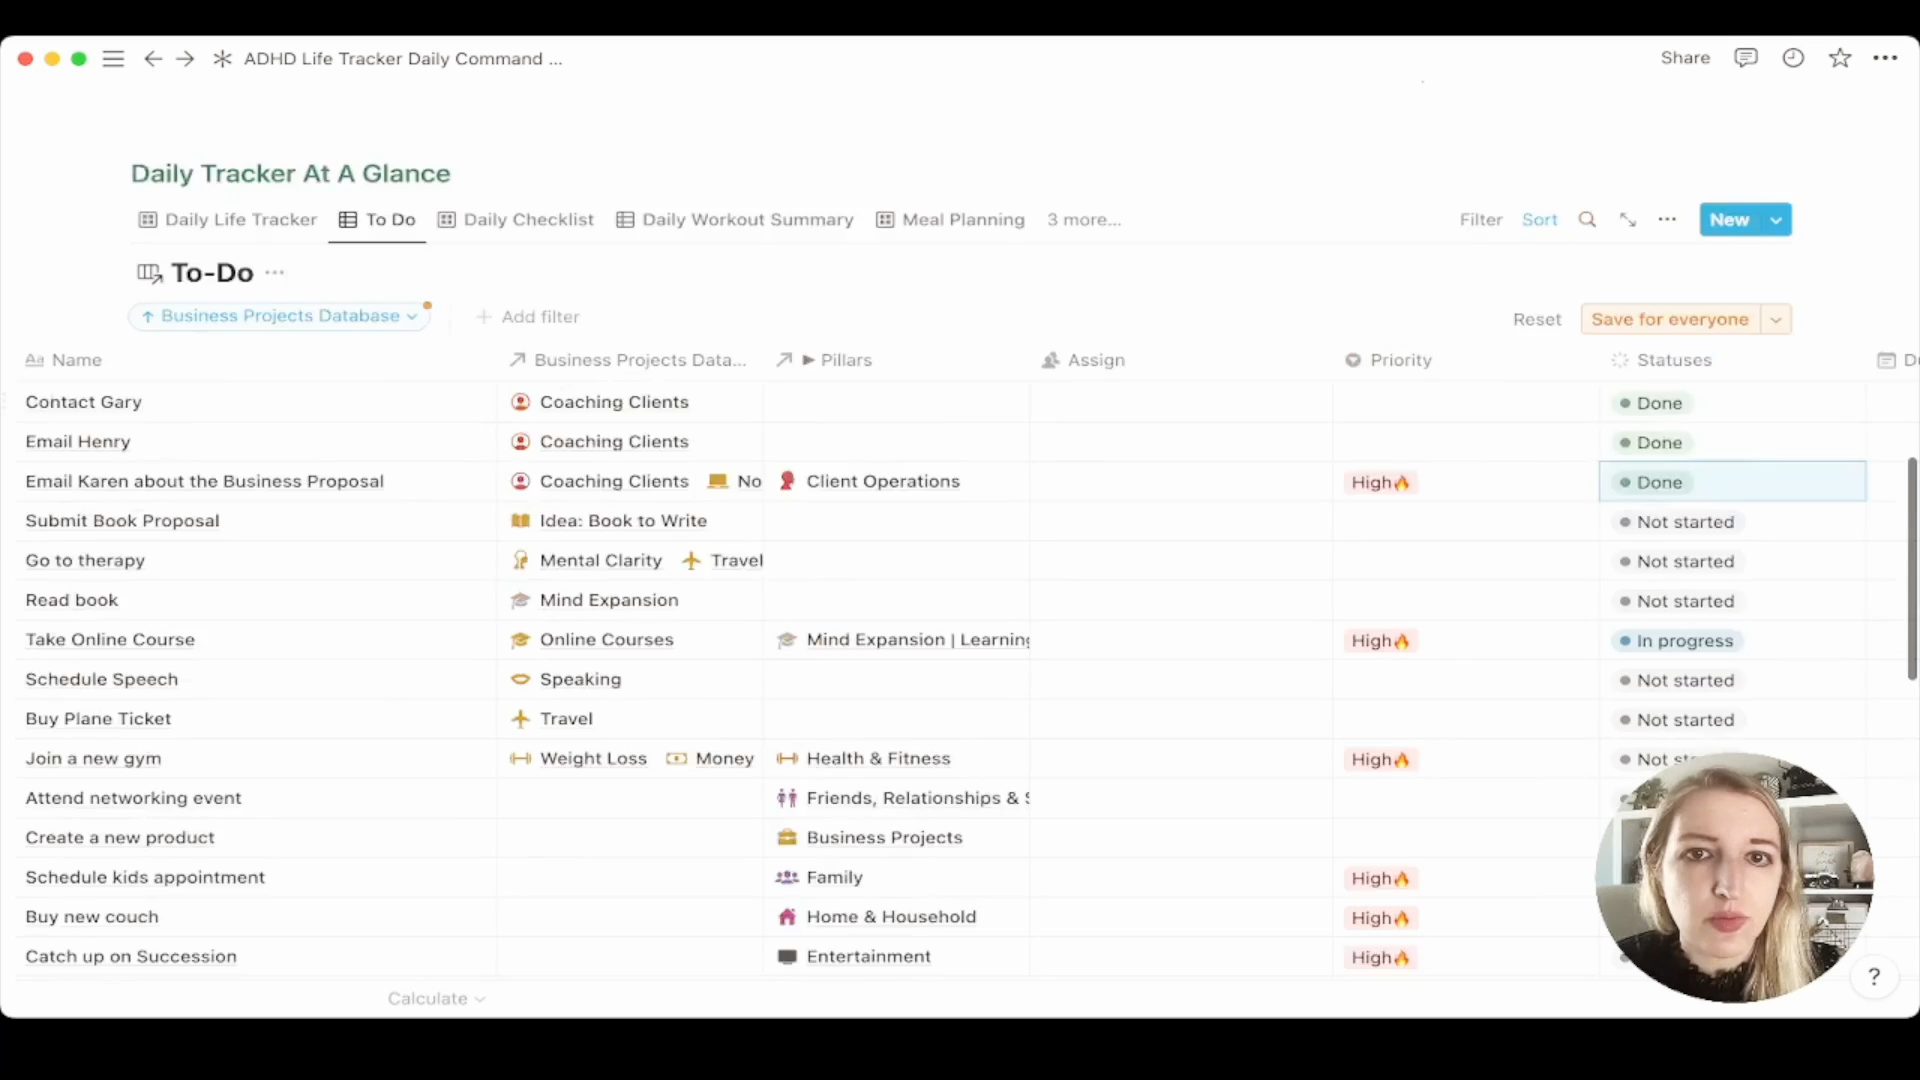 ADHD Life Tracker Daily Command ...
Share
Daily Tracker At A Glance
Daily Life Tracker To Do Daily Checklist Daily Workout Summary Meal Planning 3 more... Filter Sort New
To-Do
Business Projects Database Add filter Reset Save for everyone
Aa Name Business Projects Data... Pillars Assign Priority Statuses
Contact Gary Coaching Clients Done
Email Henry Coaching Clients Done
Email Karen about the Business Proposal Coaching Clients No Client Operations High🔥 Done
Submit Book Proposal Idea: Book to Write Not started
Go to therapy Mental Clarity Travel Not started
Read book Mind Expansion Not started
Take Online Course Online Courses Mind Expansion | Learning High🔥 In progress
Schedule Speech Speaking Not started
Buy Plane Ticket Travel Not started
Join a new gym Weight Loss Money Health & Fitness High🔥 Not
Attend networking event Friends, Relationships &
Create a new product Business Projects
Schedule kids appointment Family High🔥
Buy new couch Home & Household High🔥
Catch up on Succession Entertainment High🔥
Calculate
?